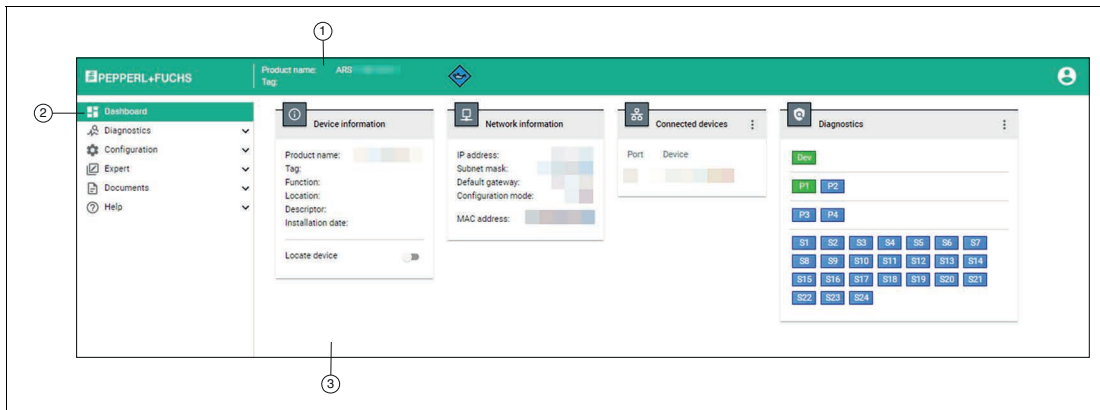 1
PEPPERL+FUCHS
Product name: ARS
Tag:
2
Dashboard
Diagnostics
Configuration
Expert
Documents
Help
Device information
Product name:
Tag:
Function:
Location:
Descriptor:
Installation date:
Locate device
Network information
IP address:
Subnet mask:
Default gateway:
Configuration mode:
MAC address:
Connected devices
Port Device
Diagnostics
Dev
P1 P2
P3 P4
S1 S2 S3 S4 S5 S6 S7
S8 S9 S10 S11 S12 S13 S14
S15 S16 S17 S18 S19 S20 S21
S22 S23 S24
3